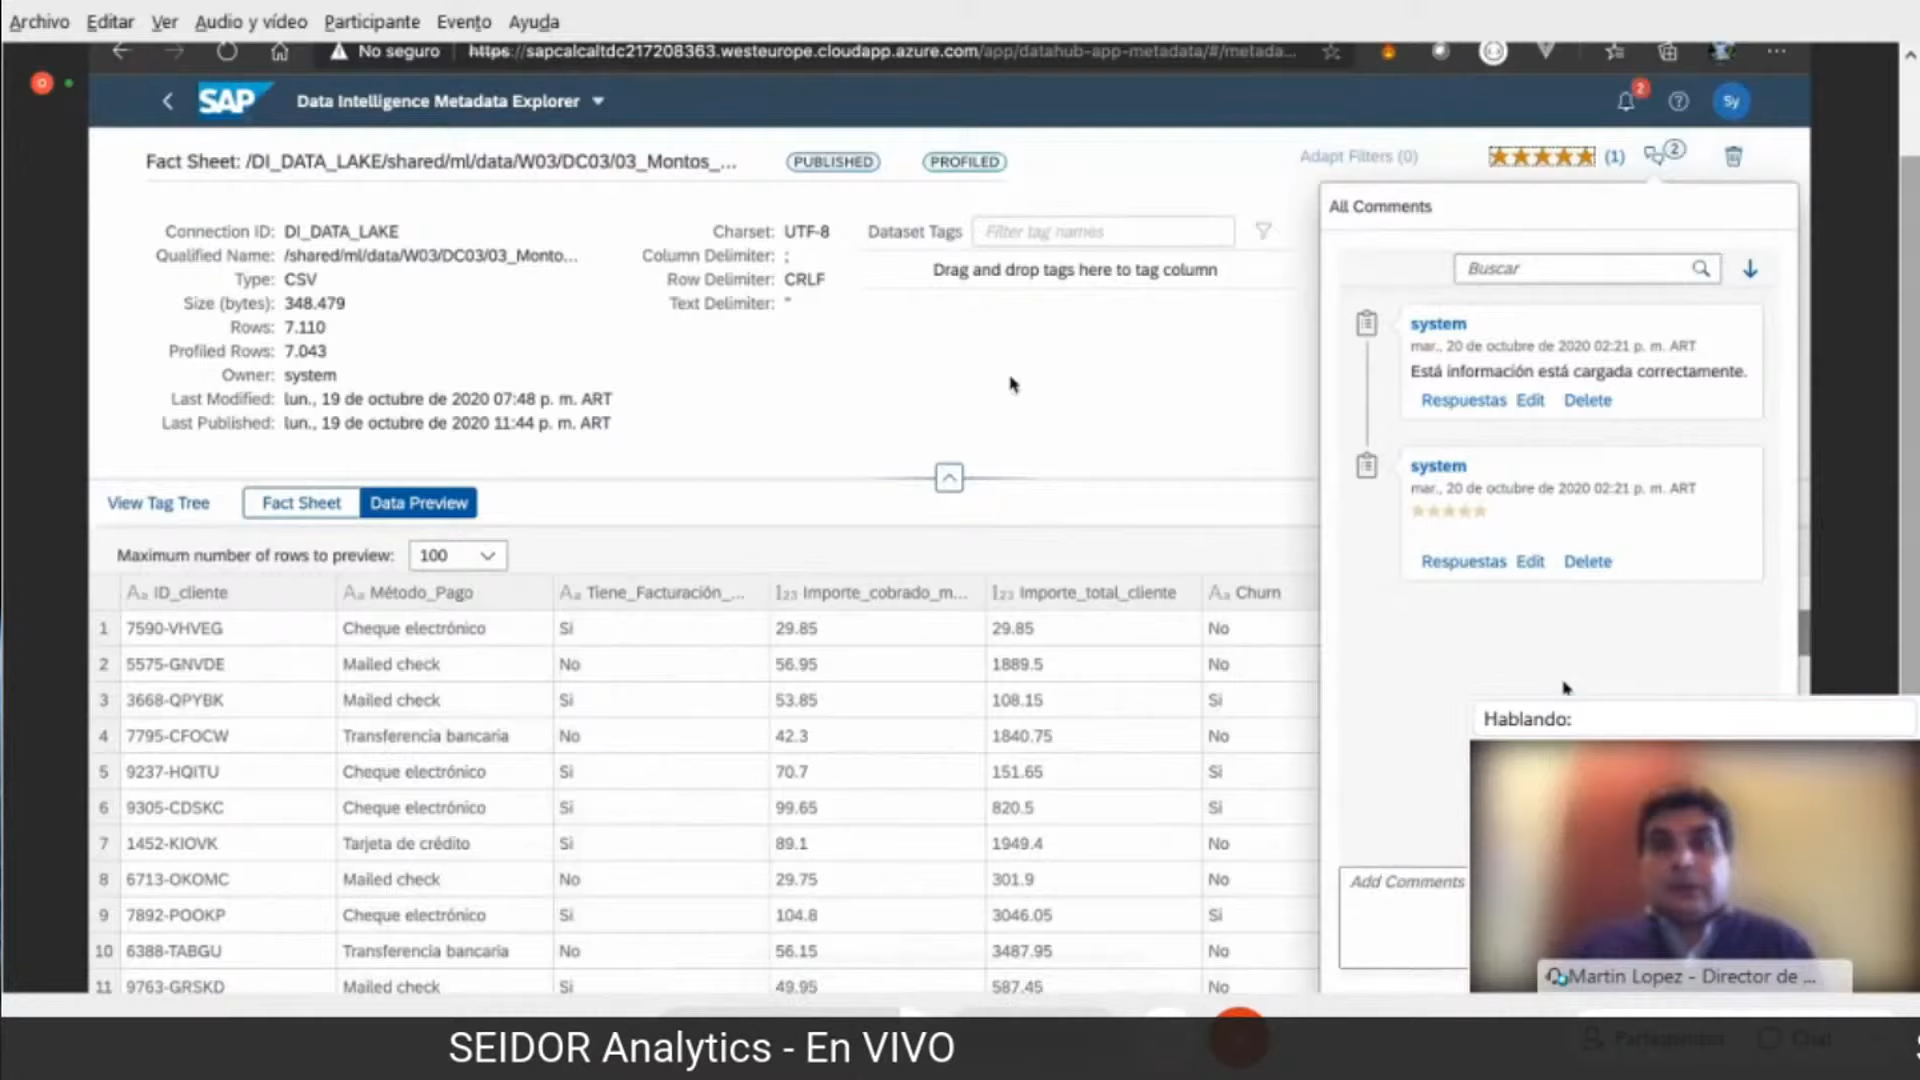 Archivo Editar Ver Audio y vídeo Participante Evento Ayuda
No seguro https://sapcalcaltdc217208363.westeurope.cloudapp.azure.com/app/datahub-app-metadata/#/metada...
SAP Data Intelligence Metadata Explorer 2 Sy
Fact Sheet: /DI_DATA_LAKE/shared/ml/data/W03/DC03/03_Montos_... PUBLISHED PROFILED Adapt Filters (0) (1) 2
Connection ID: DI_DATA_LAKE
Qualified Name: /shared/ml/data/W03/DC03/03_Monto...
Type: CSV
Size (bytes): 348.479
Rows: 7.110
Profiled Rows: 7.043
Owner: system
Last Modified: lun., 19 de octubre de 2020 07:48 p. m. ART
Last Published: lun., 19 de octubre de 2020 11:44 p. m. ART
Charset: UTF-8
Column Delimiter: ;
Row Delimiter: CRLF
Text Delimiter: "
Dataset Tags Filter tag names
Drag and drop tags here to tag column
All Comments
Buscar
system
mar., 20 de octubre de 2020 02:21 p. m. ART
Está información está cargada correctamente.
Respuestas Edit Delete
system
mar., 20 de octubre de 2020 02:21 p. m. ART
Respuestas Edit Delete
Add Comments
View Tag Tree Fact Sheet Data Preview
Maximum number of rows to preview: 100
ID_cliente Método_Pago Tiene_Facturación_... Importe_cobrado_m... Importe_total_cliente Churn
1 7590-VHVEG Cheque electrónico Si 29.85 29.85 No
2 5575-GNVDE Mailed check No 56.95 1889.5 No
3 3668-QPYBK Mailed check Si 53.85 108.15 Si
4 7795-CFOCW Transferencia bancaria No 42.3 1840.75 No
5 9237-HQITU Cheque electrónico Si 70.7 151.65 Si
6 9305-CDSKC Cheque electrónico Si 99.65 820.5 Si
7 1452-KIOVK Tarjeta de crédito Si 89.1 1949.4 No
8 6713-OKOMC Mailed check No 29.75 301.9 No
9 7892-POOKP Cheque electrónico Si 104.8 3046.05 Si
10 6388-TABGU Transferencia bancaria No 56.15 3487.95 No
11 9763-GRSKD Mailed check Si 49.95 587.45 No
Hablando:
Martin Lopez - Director de ...
SEIDOR Analytics - En VIVO